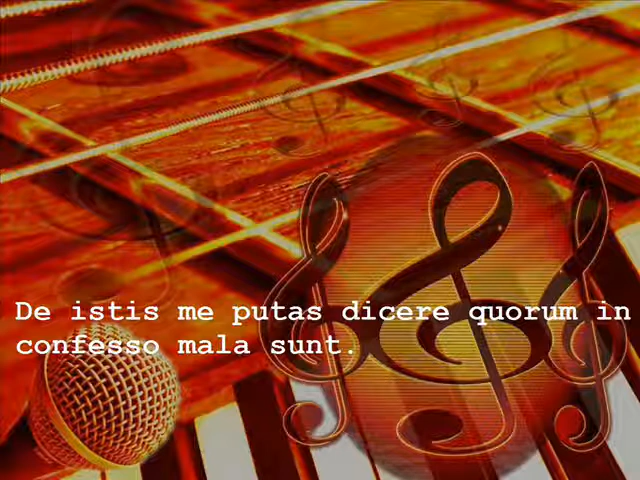 De istis me putas dicere quorum in
confesso mala sunt.